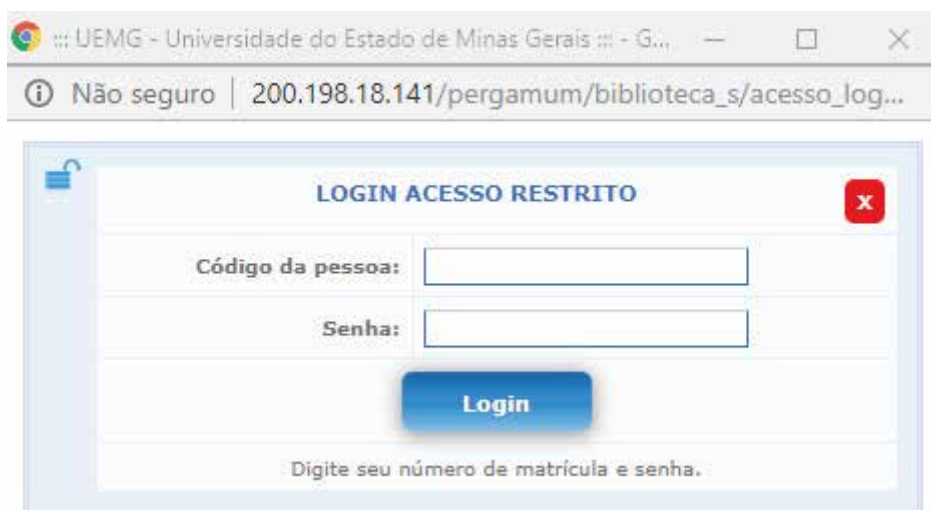 ::: UEMG - Universidade do Estado de Minas Gerais ::: - G...
Não seguro | 200.198.18.141/pergamum/biblioteca_s/acesso_log...
LOGIN ACESSO RESTRITO
x
Código da pessoa:
Senha:
Login
Digite seu número de matrícula e senha.